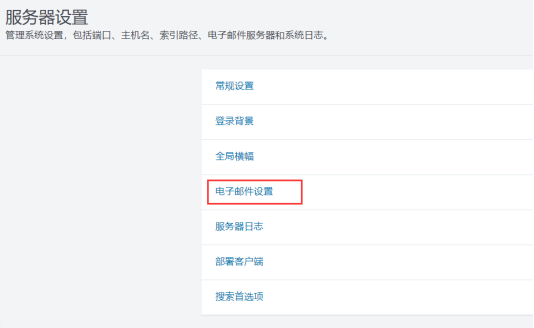 服务器设置
管理系统设置，包括端口、主机名、索引路径、电子邮件服务器和系统日志。
常规设置
登录背景
全局横幅
电子邮件设置
服务器日志
部署客户端
搜索首选项